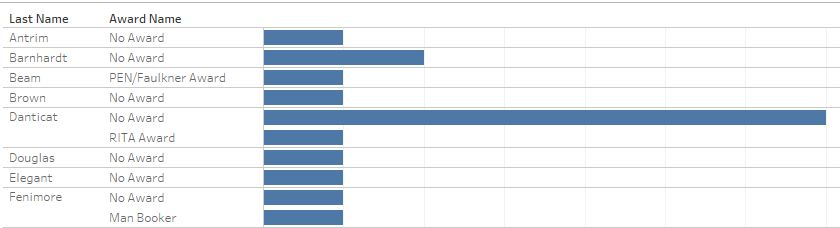 Last Name Award Name
Antrim No Award
Barnhardt No Award
Beam PEN/Faulkner Award
Brown No Award
Danticat No Award
RITA Award
Douglas No Award
Elegant No Award
Fenimore No Award
Man Booker